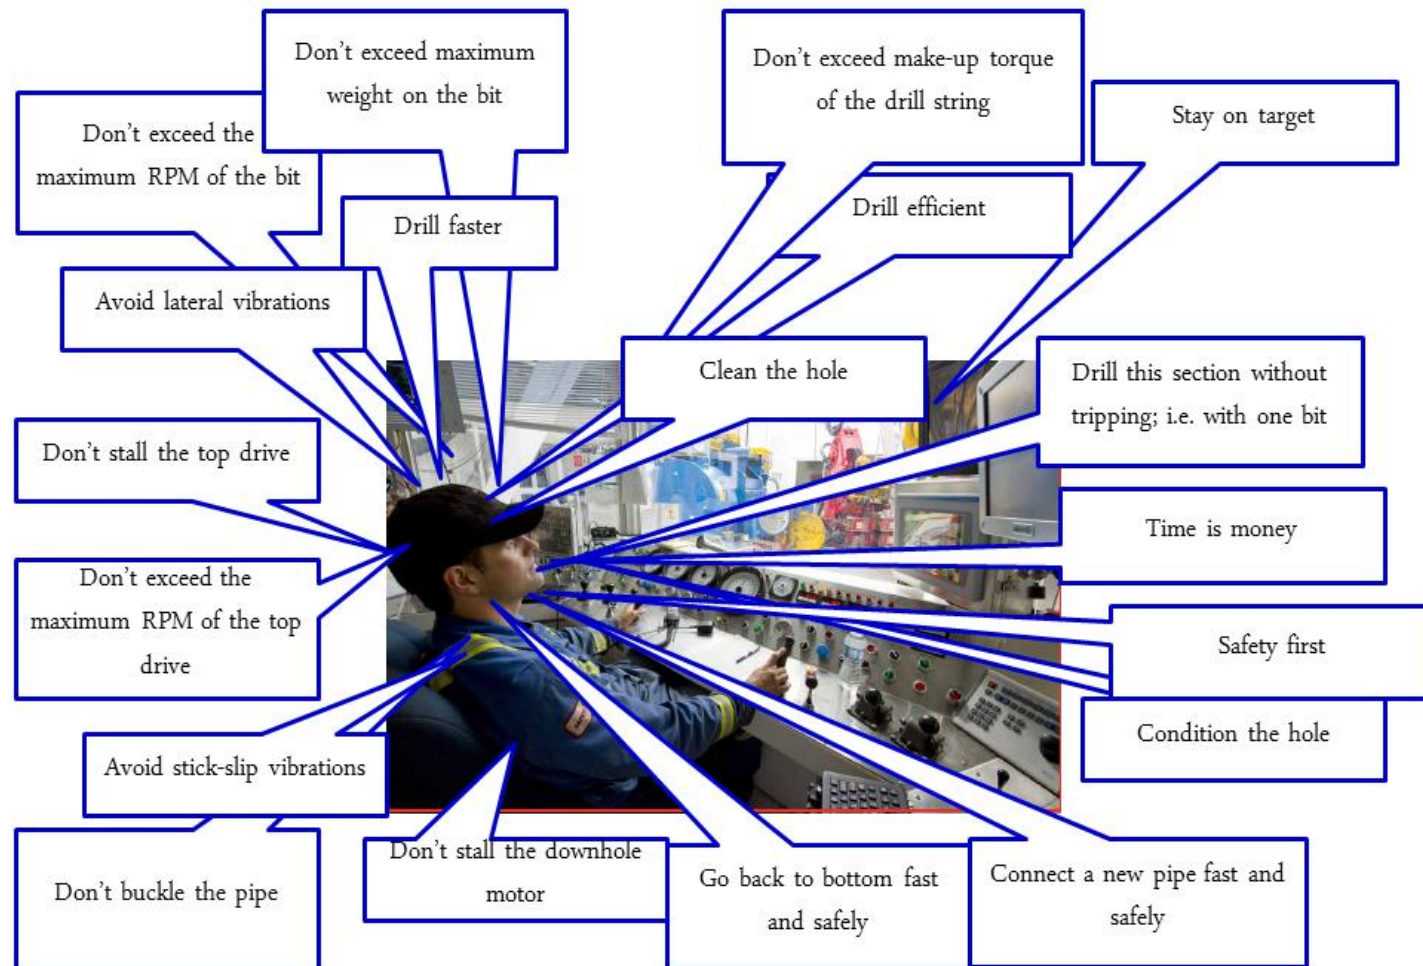 Don't exceed maximum
weight on the bit
Don't exceed make-up torque
of the drill string
Stay on target
Don't exceed the
maximum RPM of the bit
Drill faster
Drill efficient
Avoid lateral vibrations
Clean the hole
Drill this section without
tripping; i.e. with one bit
Don't stall the top drive
Time is money
Don't exceed the
maximum RPM of the top
drive
Safety first
Condition the hole
Avoid stick-slip vibrations
Don't buckle the pipe
Don't stall the downhole
motor
Go back to bottom fast
and safely
Connect a new pipe fast and
safely